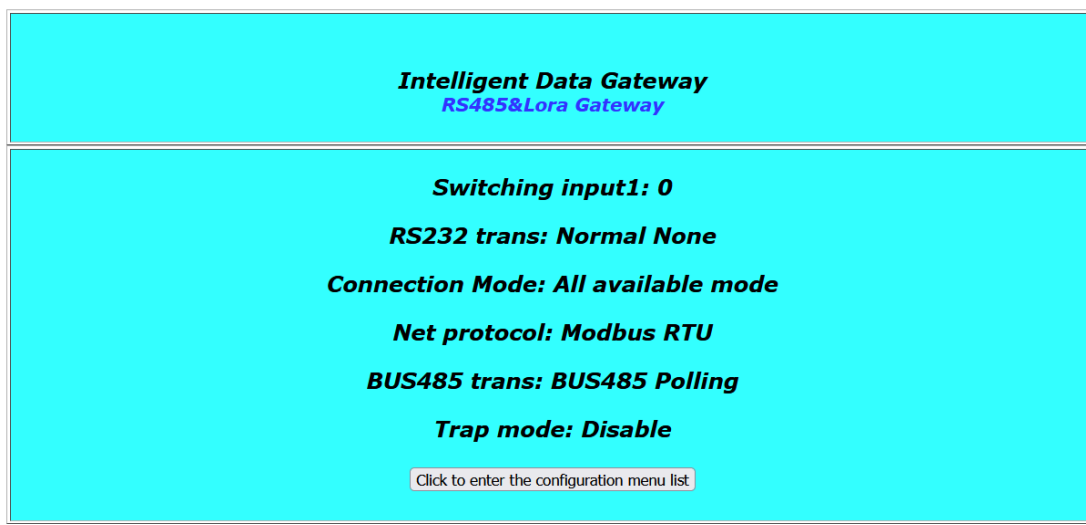 Intelligent Data Gateway
RS485&Lora Gateway
Switching input1: 0
RS232 trans: Normal None
Connection Mode: All available mode
Net protocol: Modbus RTU
BUS485 trans: BUS485 Polling
Trap mode: Disable
Click to enter the configuration menu list